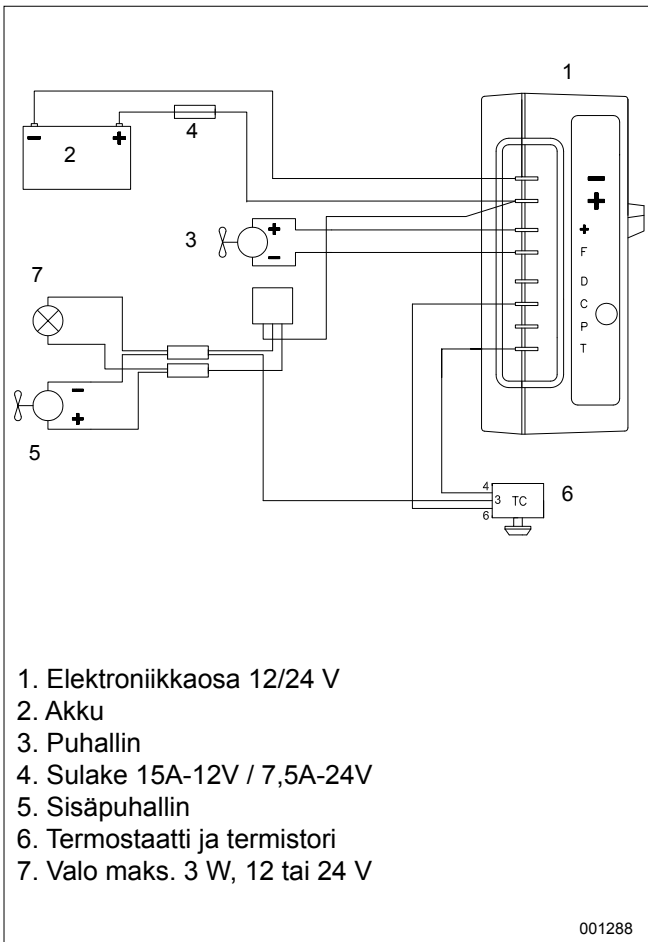 1
4
2
− +
−
+
+
F
D
C
P
T
3
+
−
7
−
+
5
4
3 TC
6
6
1. Elektroniikkaosa 12/24 V
2. Akku
3. Puhallin
4. Sulake 15A-12V / 7,5A-24V
5. Sisäpuhallin
6. Termostaatti ja termistori
7. Valo maks. 3 W, 12 tai 24 V
001288